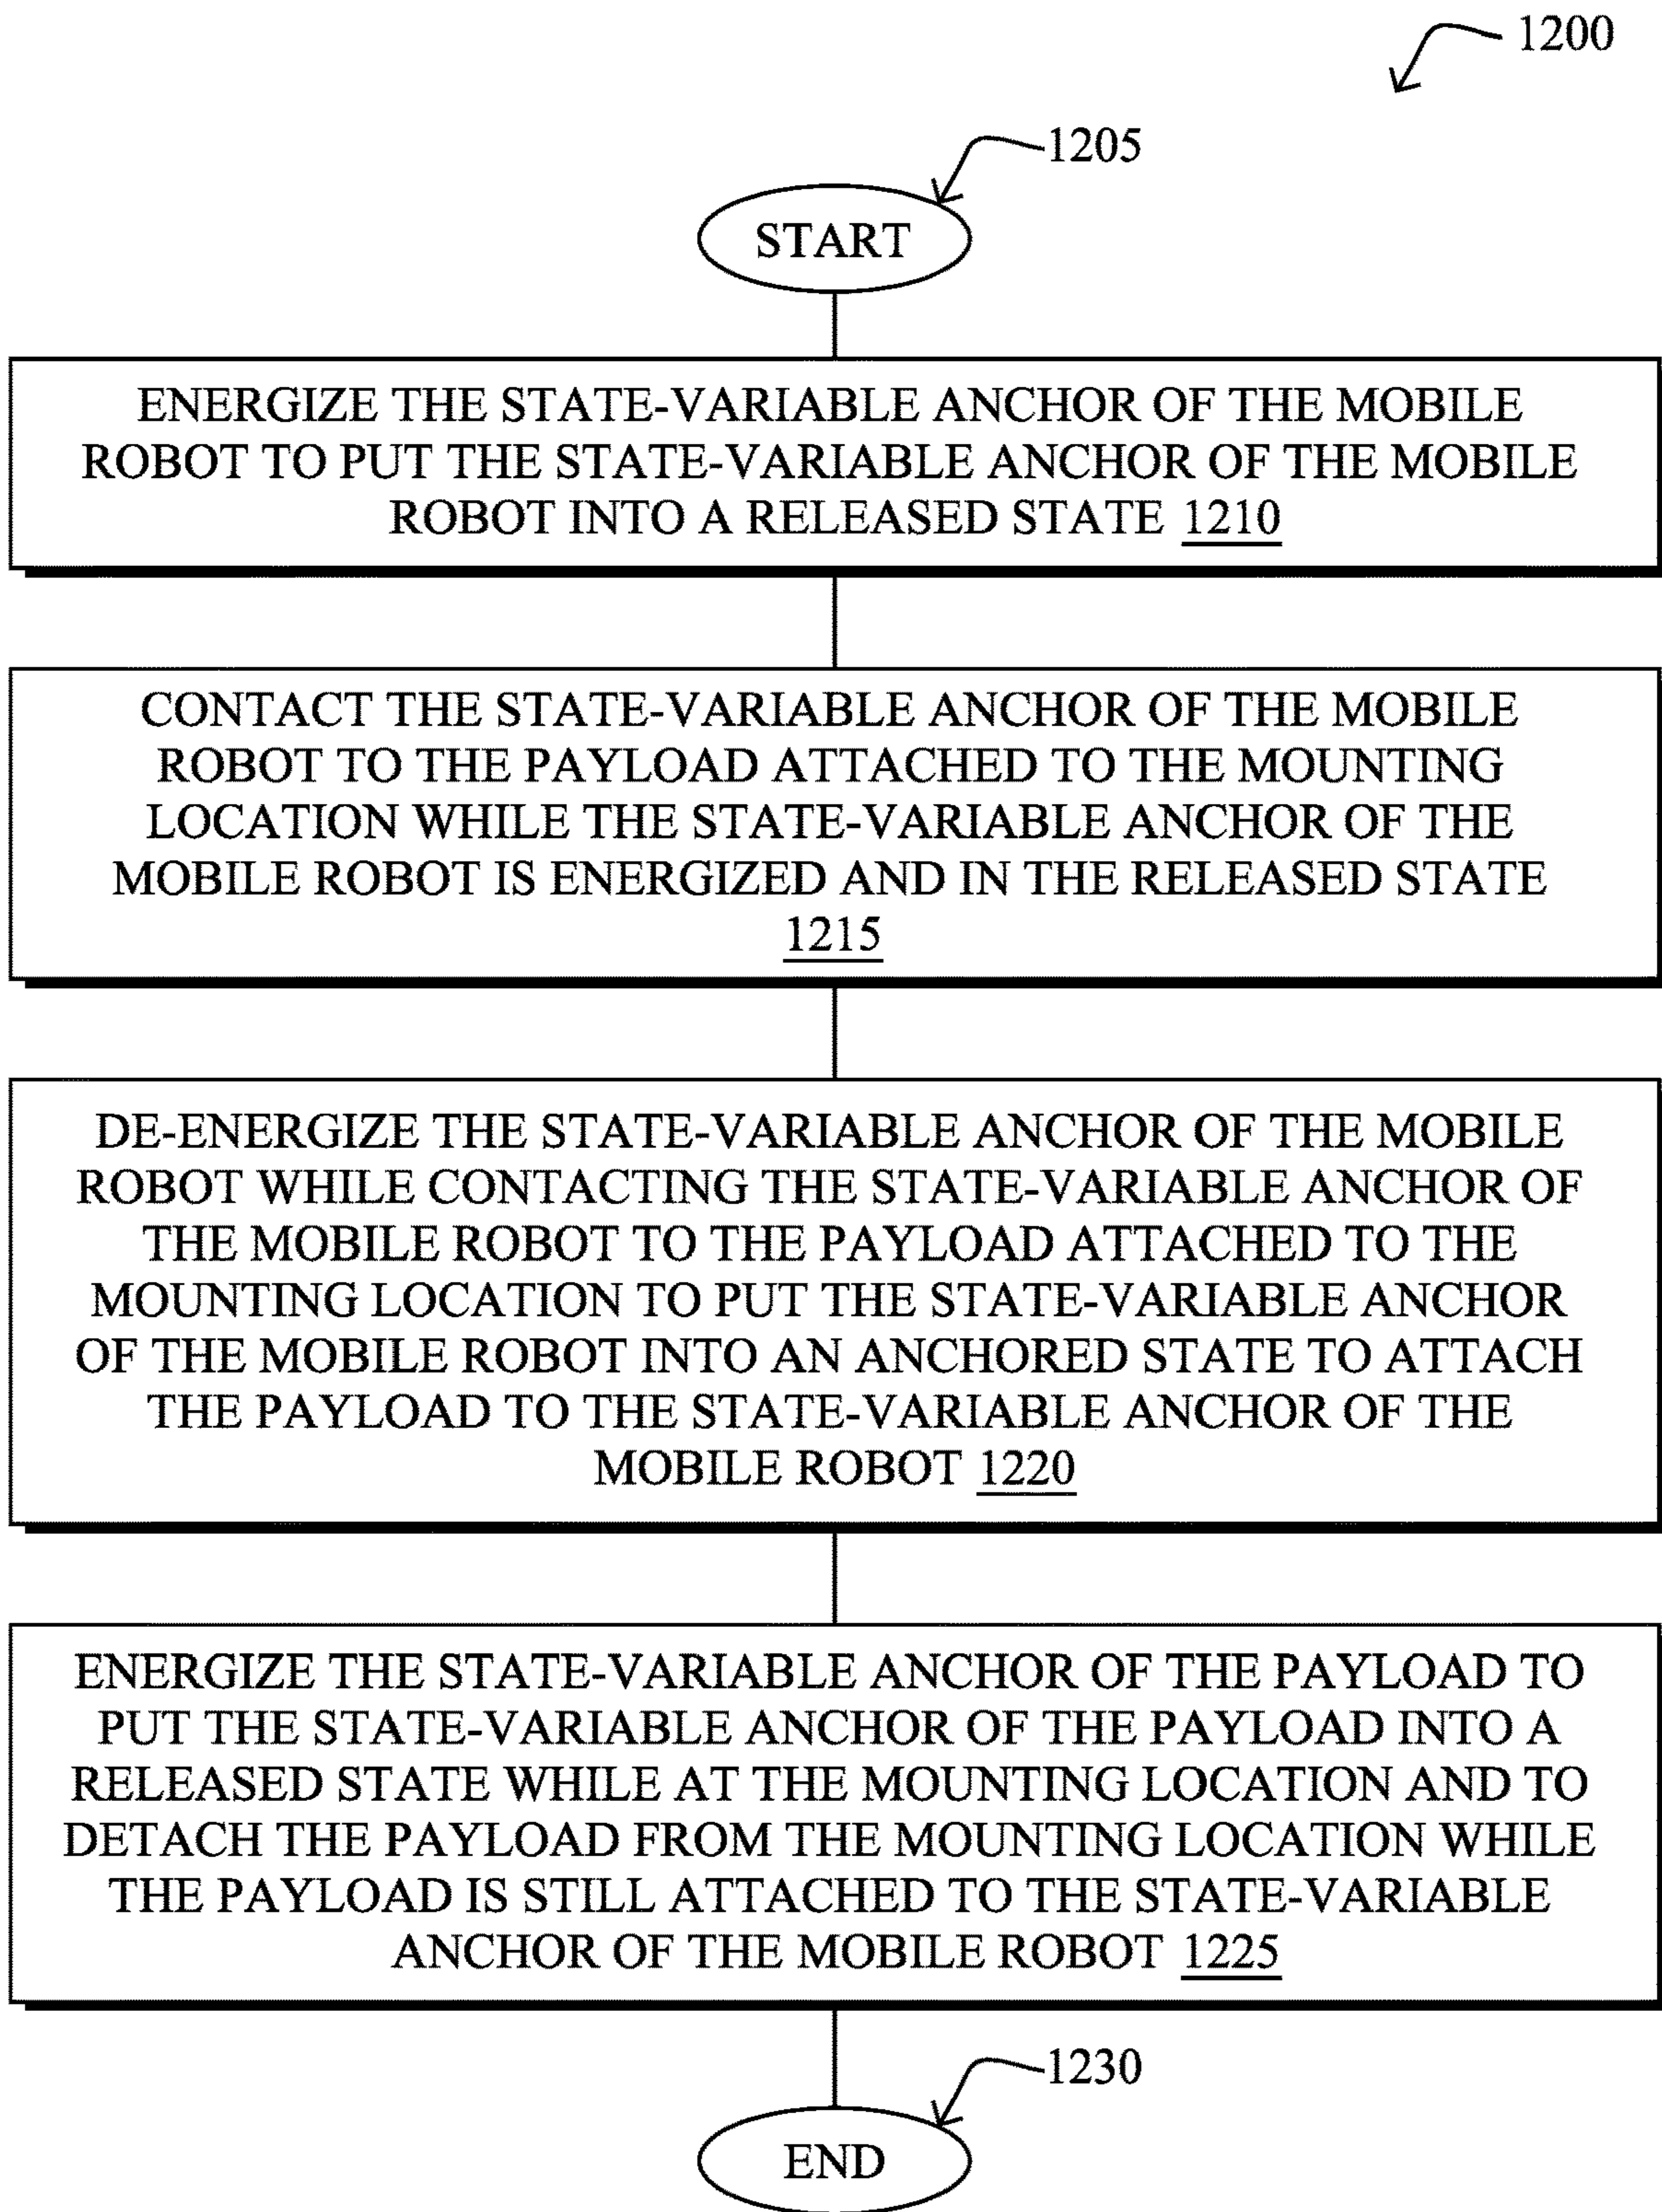 1200
1205
START
ENERGIZE THE STATE-VARIABLE ANCHOR OF THE MOBILE
ROBOT TO PUT THE STATE-VARIABLE ANCHOR OF THE MOBILE
ROBOT INTO A RELEASED STATE 1210
CONTACT THE STATE-VARIABLE ANCHOR OF THE MOBILE
ROBOT TO THE PAYLOAD ATTACHED TO THE MOUNTING
LOCATION WHILE THE STATE-VARIABLE ANCHOR OF THE
MOBILE ROBOT IS ENERGIZED AND IN THE RELEASED STATE
1215
DE-ENERGIZE THE STATE-VARIABLE ANCHOR OF THE MOBILE
ROBOT WHILE CONTACTING THE STATE-VARIABLE ANCHOR OF
THE MOBILE ROBOT TO THE PAYLOAD ATTACHED TO THE
MOUNTING LOCATION TO PUT THE STATE-VARIABLE ANCHOR
OF THE MOBILE ROBOT INTO AN ANCHORED STATE TO ATTACH
THE PAYLOAD TO THE STATE-VARIABLE ANCHOR OF THE
MOBILE ROBOT 1220
ENERGIZE THE STATE-VARIABLE ANCHOR OF THE PAYLOAD TO
PUT THE STATE-VARIABLE ANCHOR OF THE PAYLOAD INTO A
RELEASED STATE WHILE AT THE MOUNTING LOCATION AND TO
DETACH THE PAYLOAD FROM THE MOUNTING LOCATION WHILE
THE PAYLOAD IS STILL ATTACHED TO THE STATE-VARIABLE
ANCHOR OF THE MOBILE ROBOT 1225
1230
END